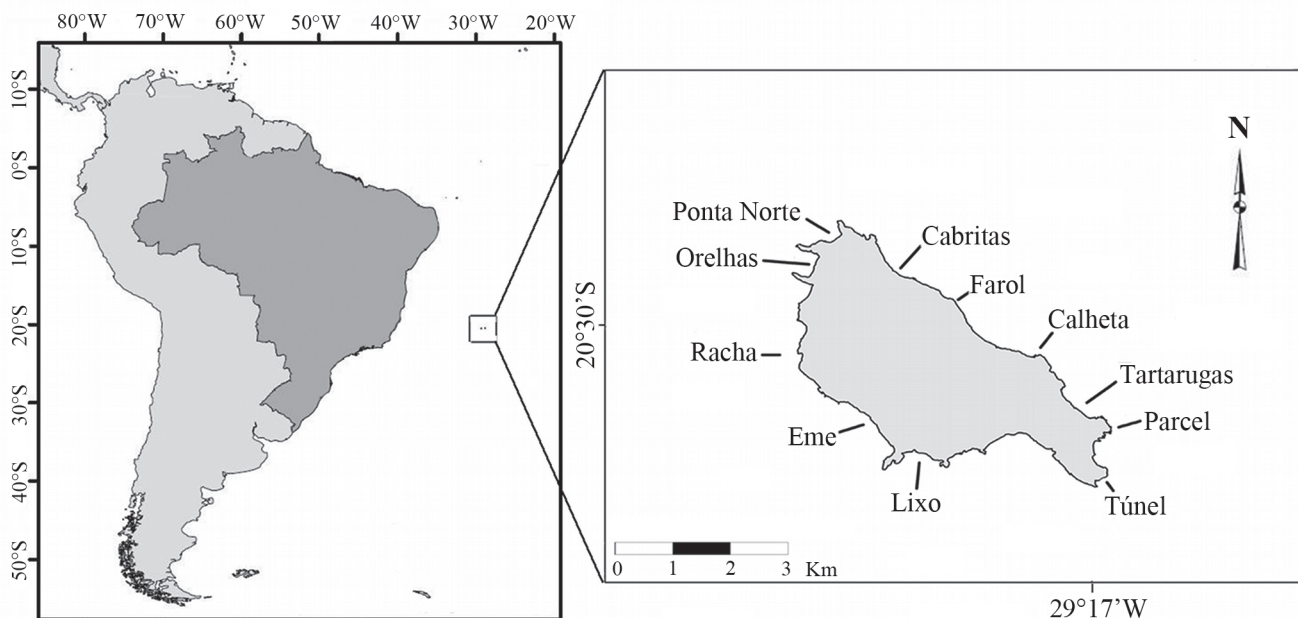 80°W 70°W 60°W 50°W 40°W 30°W 20°W
10°S
0°S
10°S
20°S
30°S
40°S
50°S
N
Ponta Norte
Orelhas
Cabritas
Farol
Calheta
Racha
Tartarugas
Parcel
Eme
Lixo
Túnel
20°30'S
0 1 2 3 Km
29°17'W